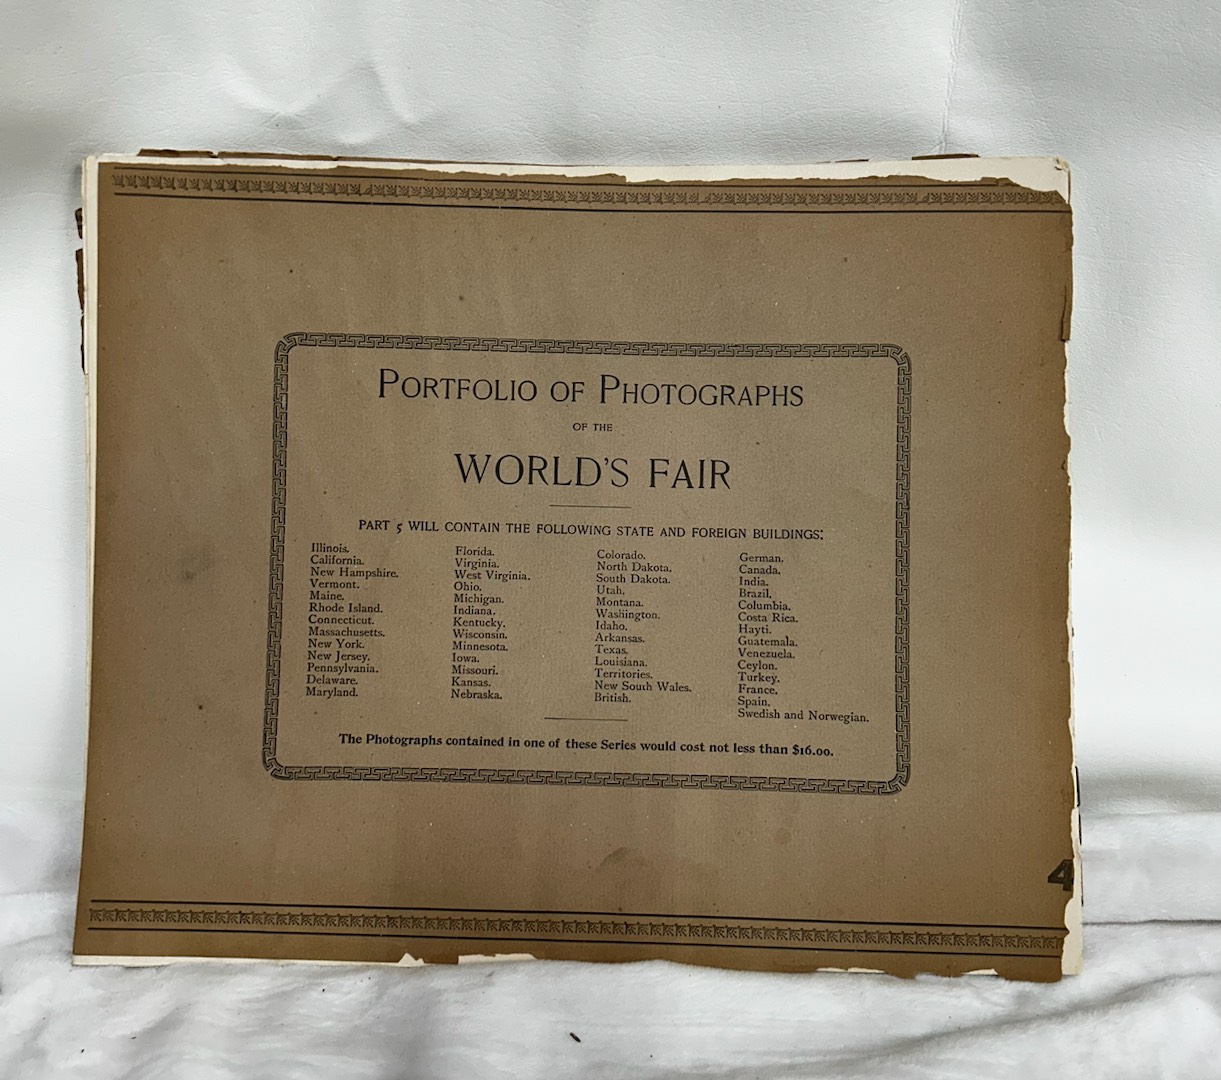 PORTFOLIO OF PHOTOGRAPHS
OF THE
WORLD'S FAIR
PART 5 WILL CONTAIN THE FOLLOWING STATE AND FOREIGN BUILDINGS:
Illinois.
California.
New Hampshire.
Vermont.
Maine.
Rhode Island.
Connecticut.
Massachusetts.
New York.
New Jersey.
Pennsylvania.
Delaware.
Maryland.
Florida.
Virginia.
West Virginia.
Ohio.
Michigan.
Indiana.
Kentucky.
Wisconsin.
Minnesota.
Iowa.
Missouri.
Kansas.
Nebraska.
Colorado.
North Dakota.
South Dakota.
Utah.
Montana.
Washington.
Idaho.
Arkansas.
Texas.
Louisiana.
Territories.
New South Wales.
British.
German.
Canada.
India.
Brazil.
Columbia.
Costa Rica.
Hayti.
Guatemala.
Venezuela.
Ceylon.
Turkey.
France.
Spain.
Swedish and Norwegian.
The Photographs contained in one of these Series would cost not less than $16.00.
4